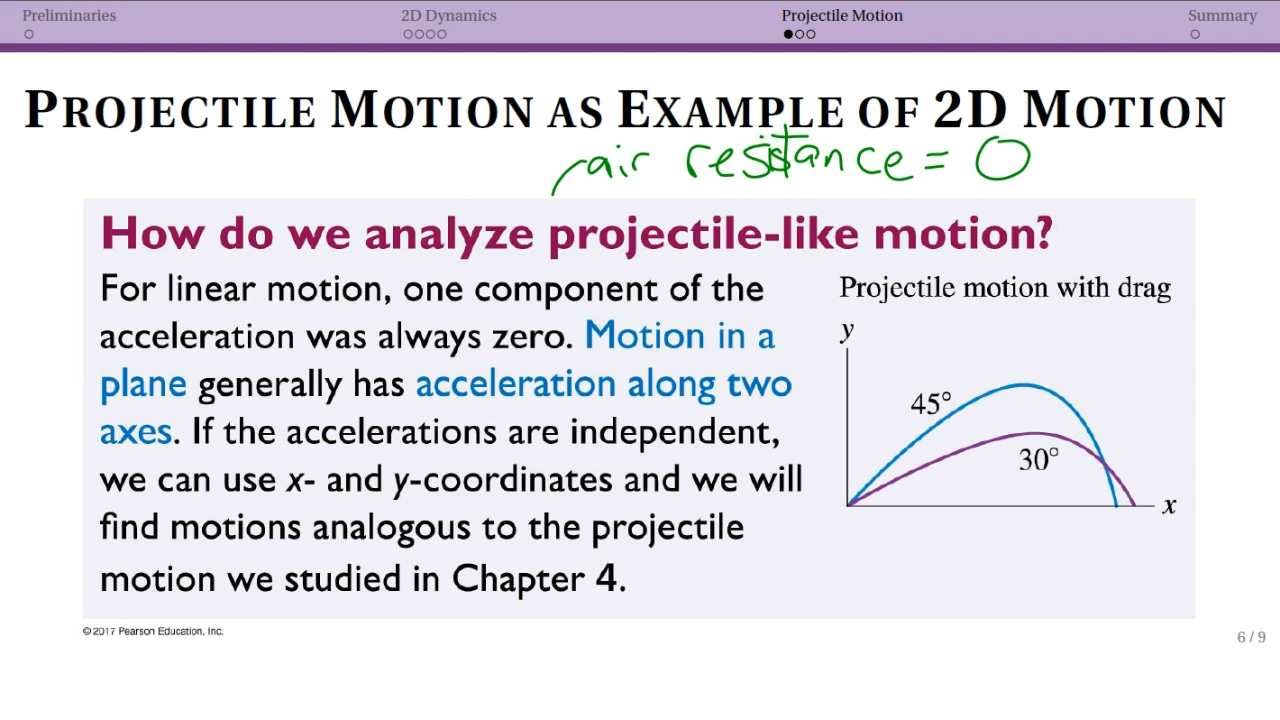 Preliminaries 2D Dynamics Projectile Motion Summary
PROJECTILE MOTION AS EXAMPLE OF 2D MOTION
air resistance = 0
How do we analyze projectile-like motion?
For linear motion, one component of the
acceleration was always zero. Motion in a
plane generally has acceleration along two
axes. If the accelerations are independent,
we can use x- and y-coordinates and we will
find motions analogous to the projectile
motion we studied in Chapter 4.
Projectile motion with drag
y
45°
30°
x
© 2017 Pearson Education, Inc.
6 / 9